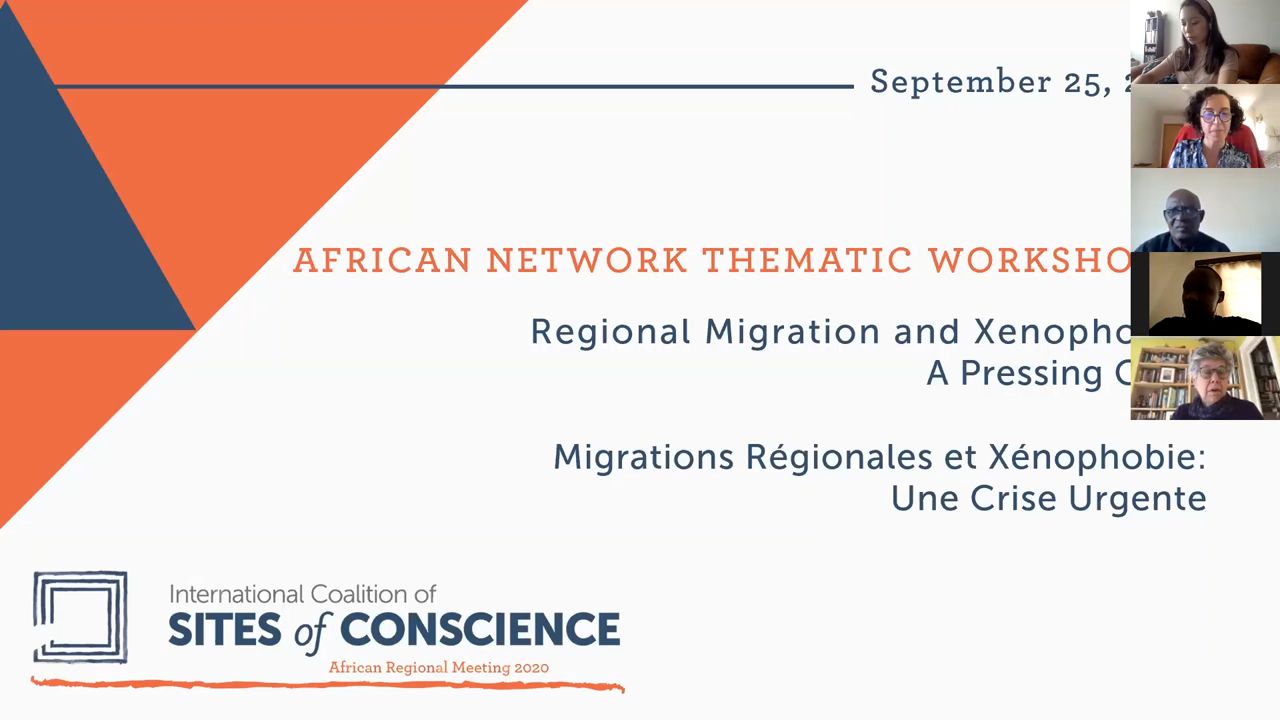 September 25,
AFRICAN NETWORK THEMATIC
Regional Migration and
A Pressing
Migrations Régionales et Xénophobie:
Une Crise Urgente
International Coalition of
SITES of CONSCIENCE
African Regional Meeting 2020